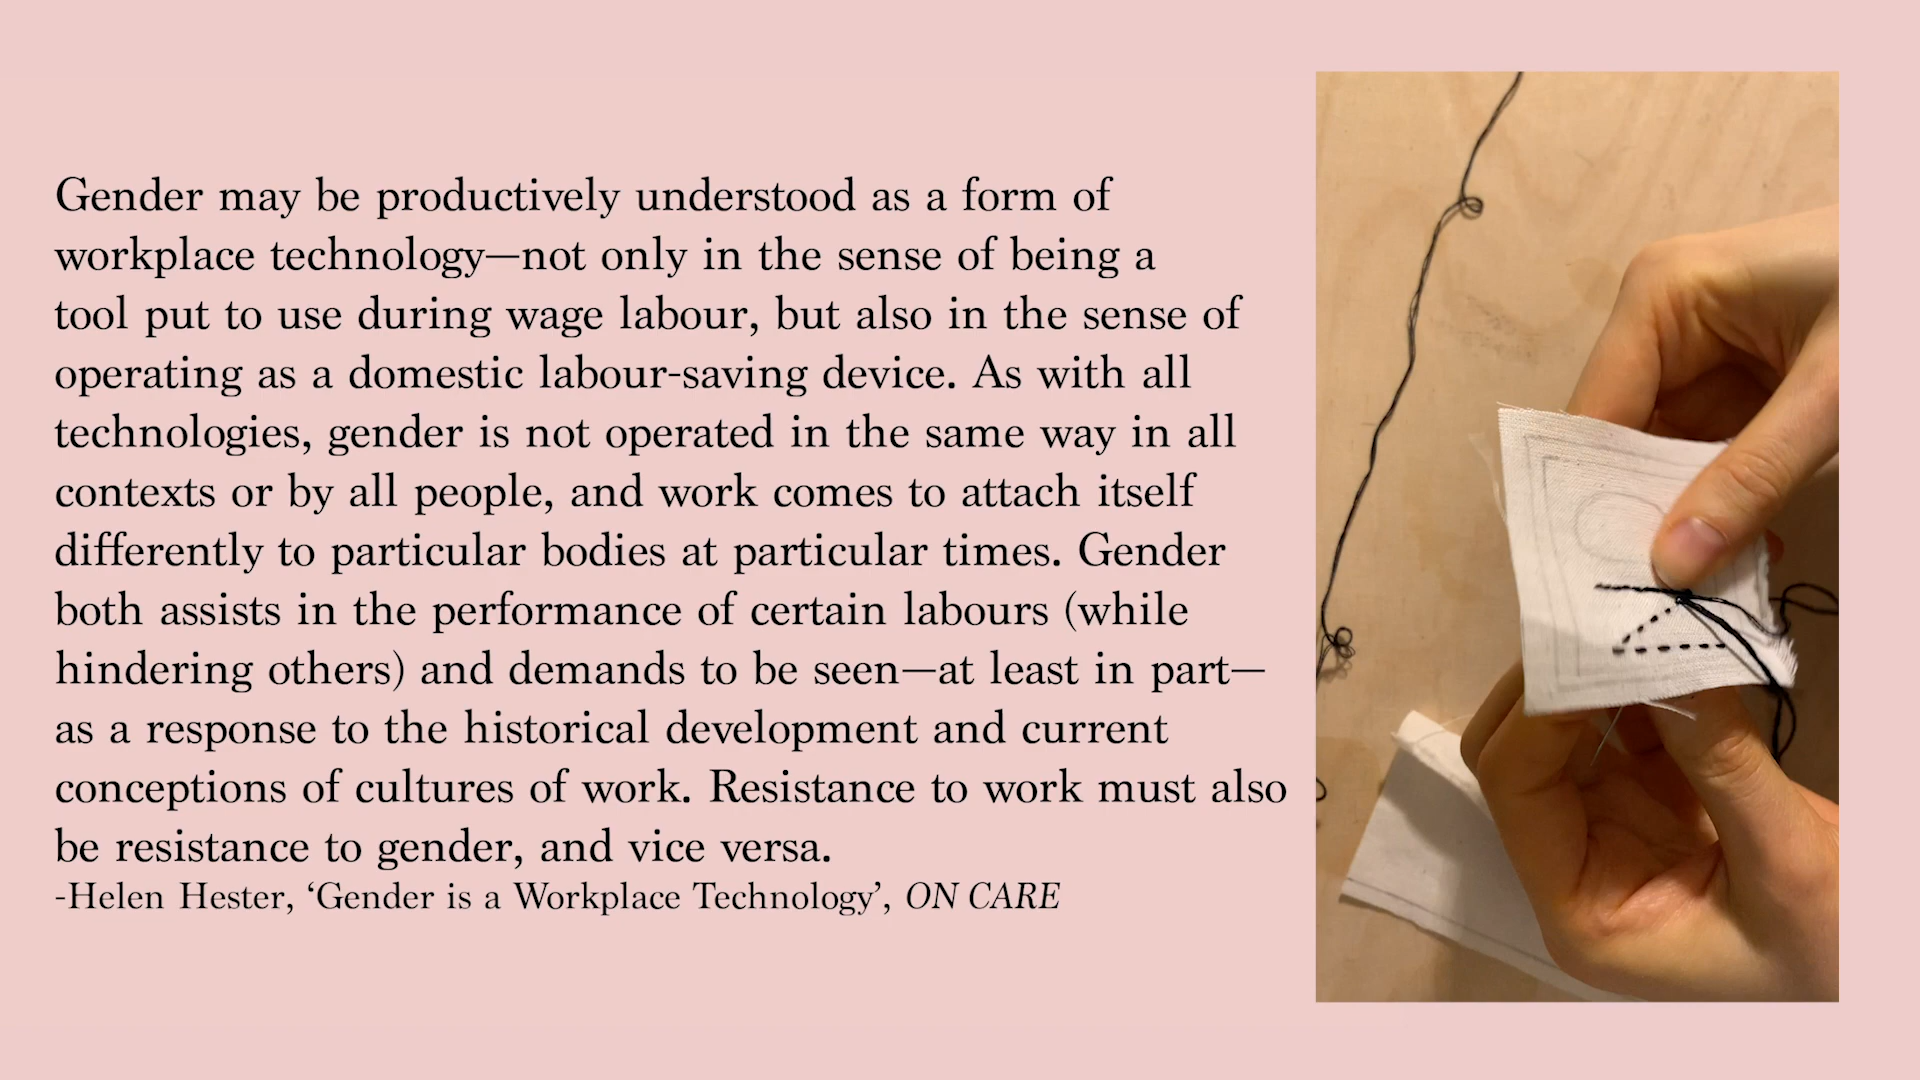 Gender may be productively understood as a form of
workplace technology—not only in the sense of being a
tool put to use during wage labour, but also in the sense of
operating as a domestic labour-saving device. As with all
technologies, gender is not operated in the same way in all
contexts or by all people, and work comes to attach itself
differently to particular bodies at particular times. Gender
both assists in the performance of certain labours (while
hindering others) and demands to be seen—at least in part—
as a response to the historical development and current
conceptions of cultures of work. Resistance to work must also
be resistance to gender, and vice versa.
-Helen Hester, ‘Gender is a Workplace Technology’, ON CARE